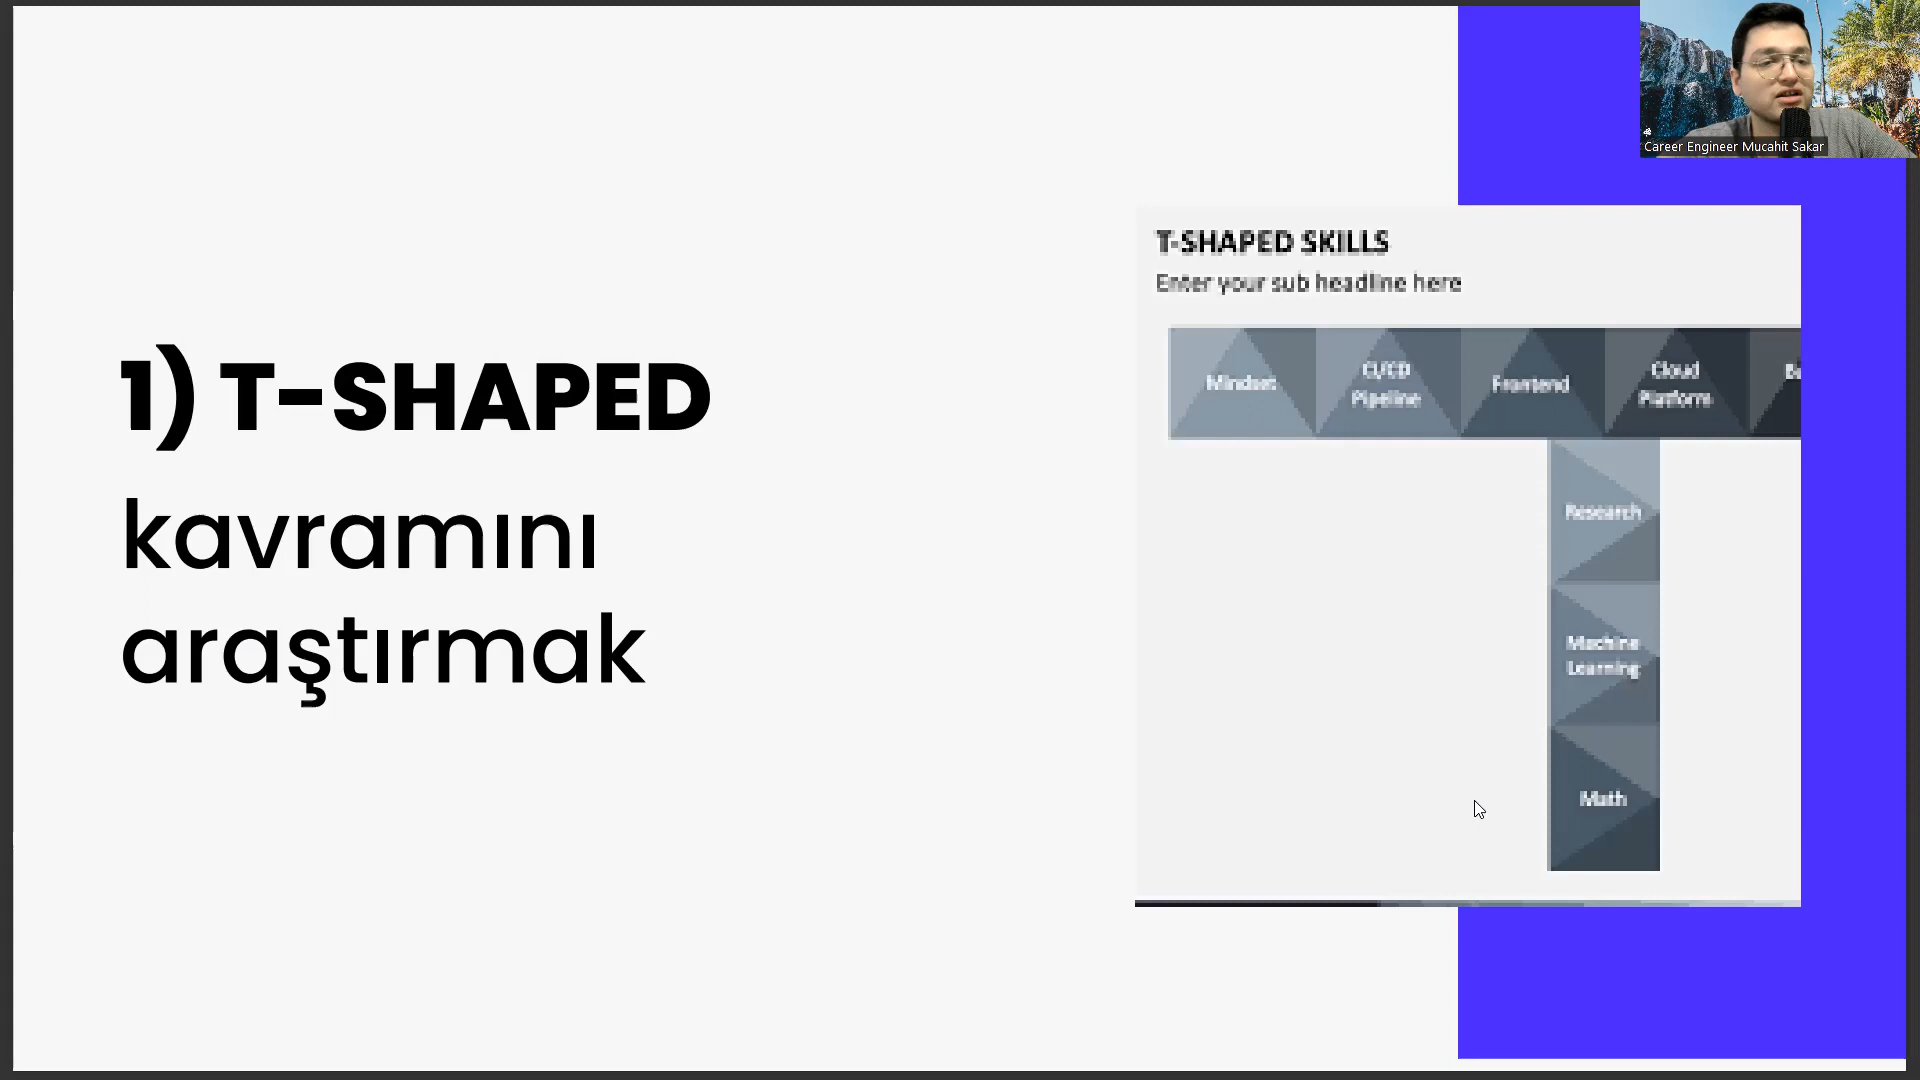 Career Engineer Mucahit Sakar
1) T-SHAPED
kavramını
araştırmak
T-SHAPED SKILLS
Enter your sub headline here
Mindset
CI/CD
Pipeline
Frontend
Cloud
Platform
Research
Machine
Learning
Math